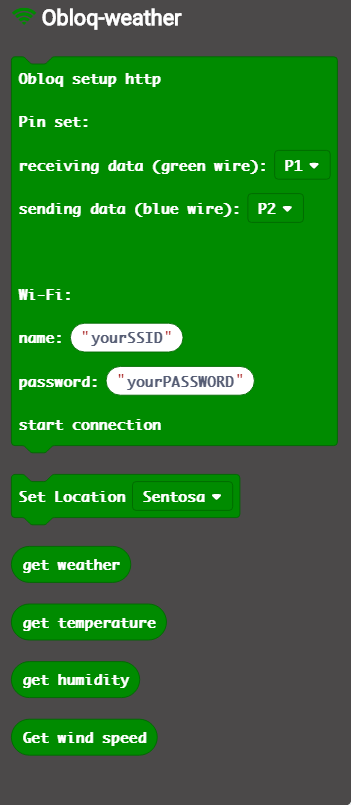 Obloq-weather
Obloq setup http
Pin set:
receiving data (green wire): P1
sending data (blue wire): P2
Wi-Fi:
name: "yourSSID"
password: "yourPASSWORD"
start connection
Set Location Sentosa
get weather
get temperature
get humidity
Get wind speed